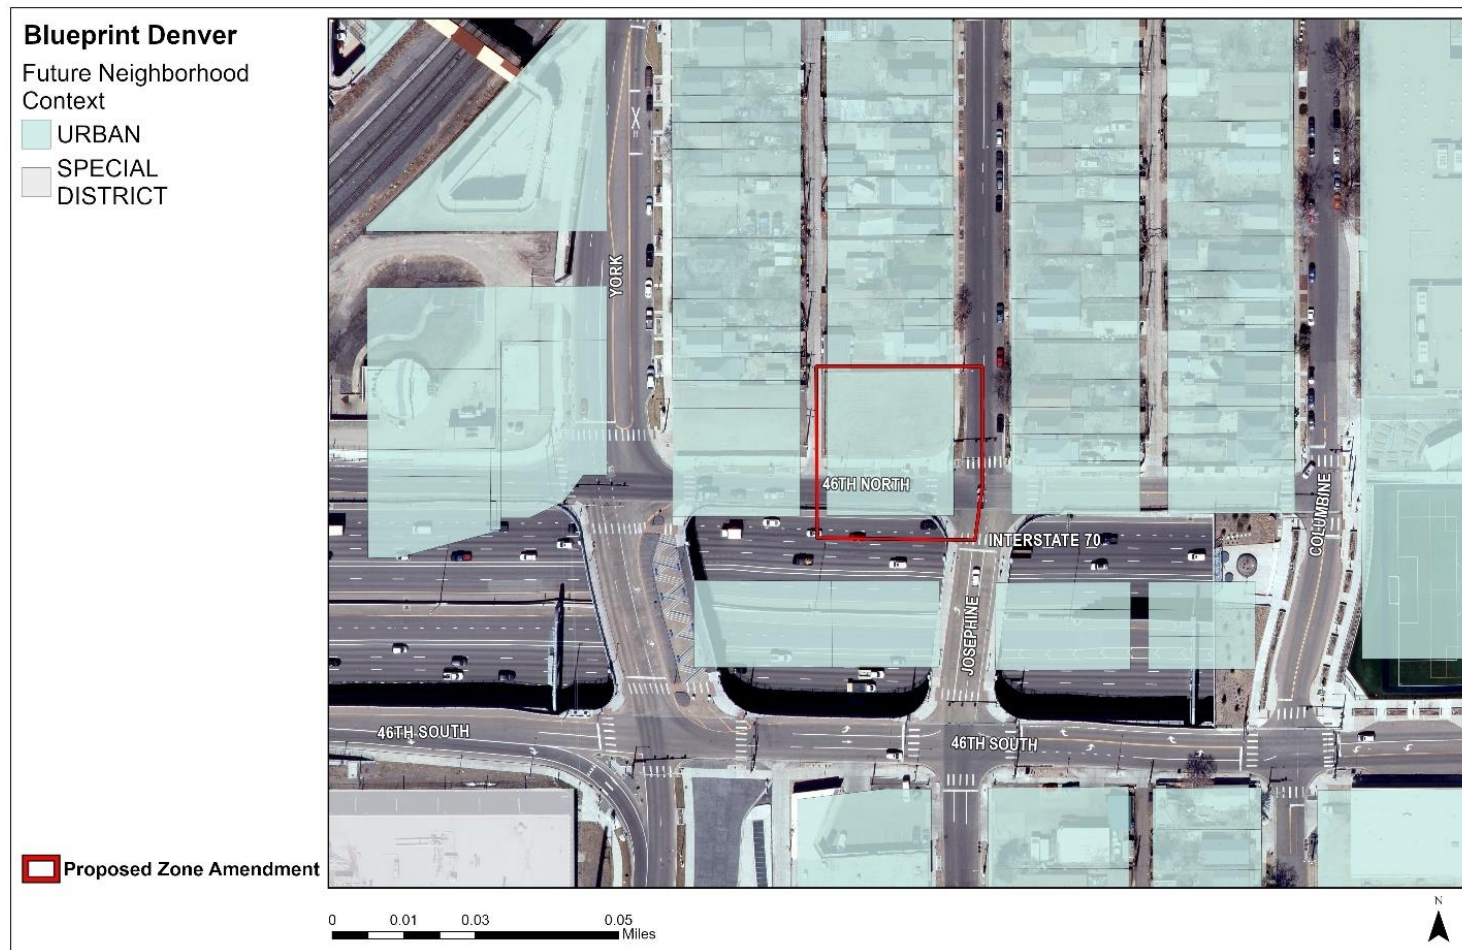 Blueprint Denver
Future Neighborhood
Context
URBAN
SPECIAL
DISTRICT
YORK
46TH NORTH
INTERSTATE 70
COLUMBINE
JOSEPHINE
46TH SOUTH
46TH SOUTH
Proposed Zone Amendment
0 0.01 0.03 0.05
Miles
N